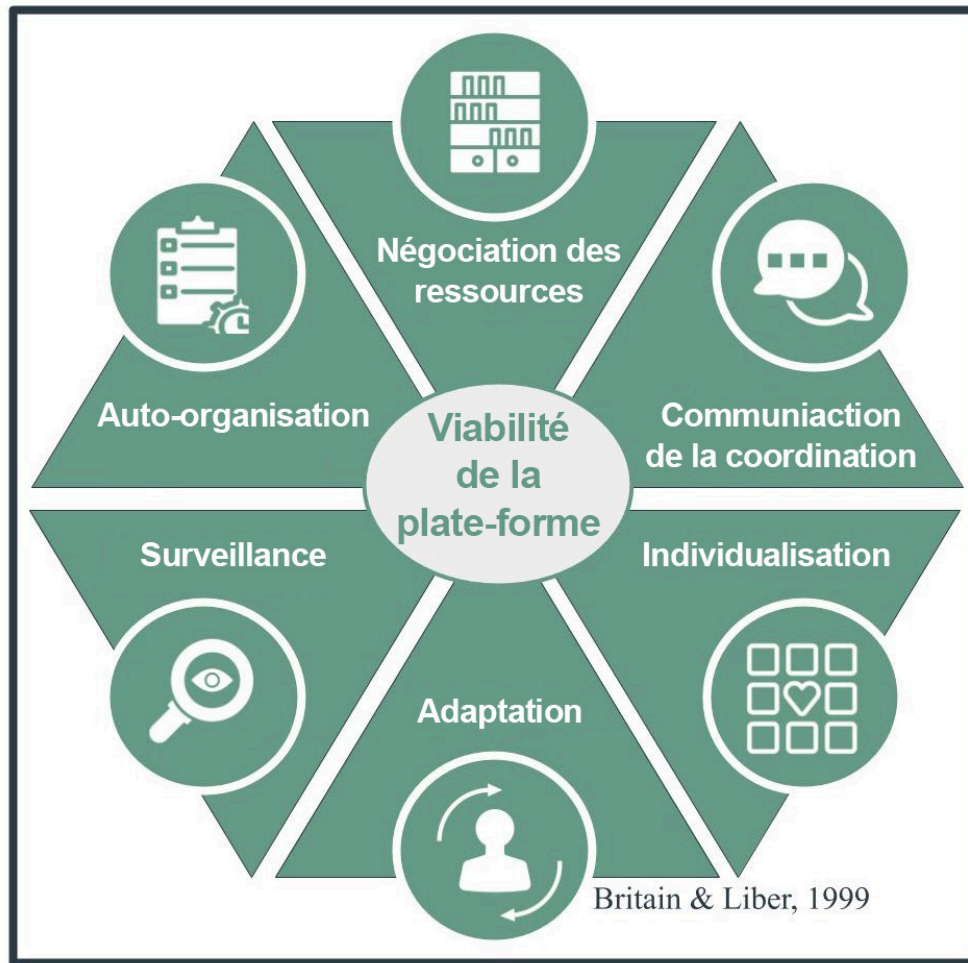 Négociation des
ressources
Auto-organisation
Communiaction
de la coordination
Viabilité
de la
plate-forme
Surveillance
Individualisation
Adaptation
Britain & Liber, 1999